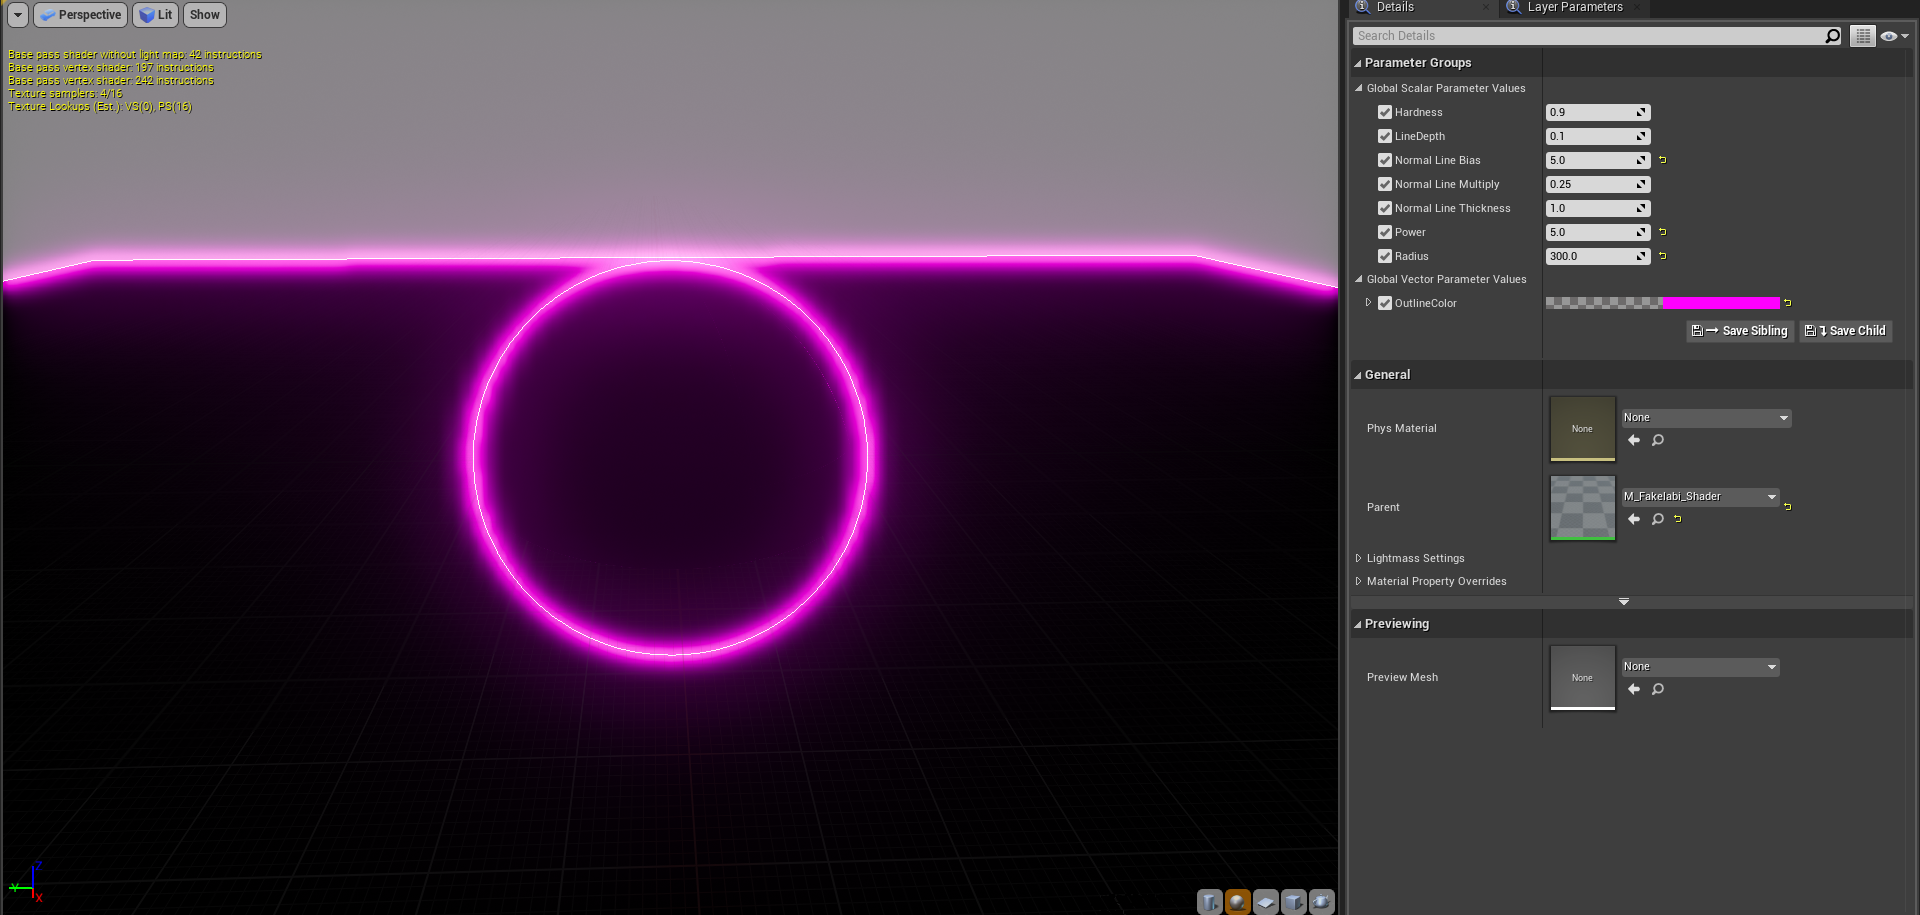 Perspective
Lit
Show
Base pass shader without light map: 42 instructions
Base pass vertex shader: 197 instructions
Base pass vertex shader: 242 instructions
Texture samplers: 4/16
Texture Lookups (Est.): VS(0), PS(16)
Z
Y
X
Details
Layer Parameters
Search Details
Parameter Groups
Global Scalar Parameter Values
Hardness 0.9
LineDepth 0.1
Normal Line Bias 5.0
Normal Line Multiply 0.25
Normal Line Thickness 1.0
Power 5.0
Radius 300.0
Global Vector Parameter Values
OutlineColor
Save Sibling Save Child
General
Phys Material None None
Parent M_Fakelabi_Shader
Lightmass Settings
Material Property Overrides
Previewing
Preview Mesh None None